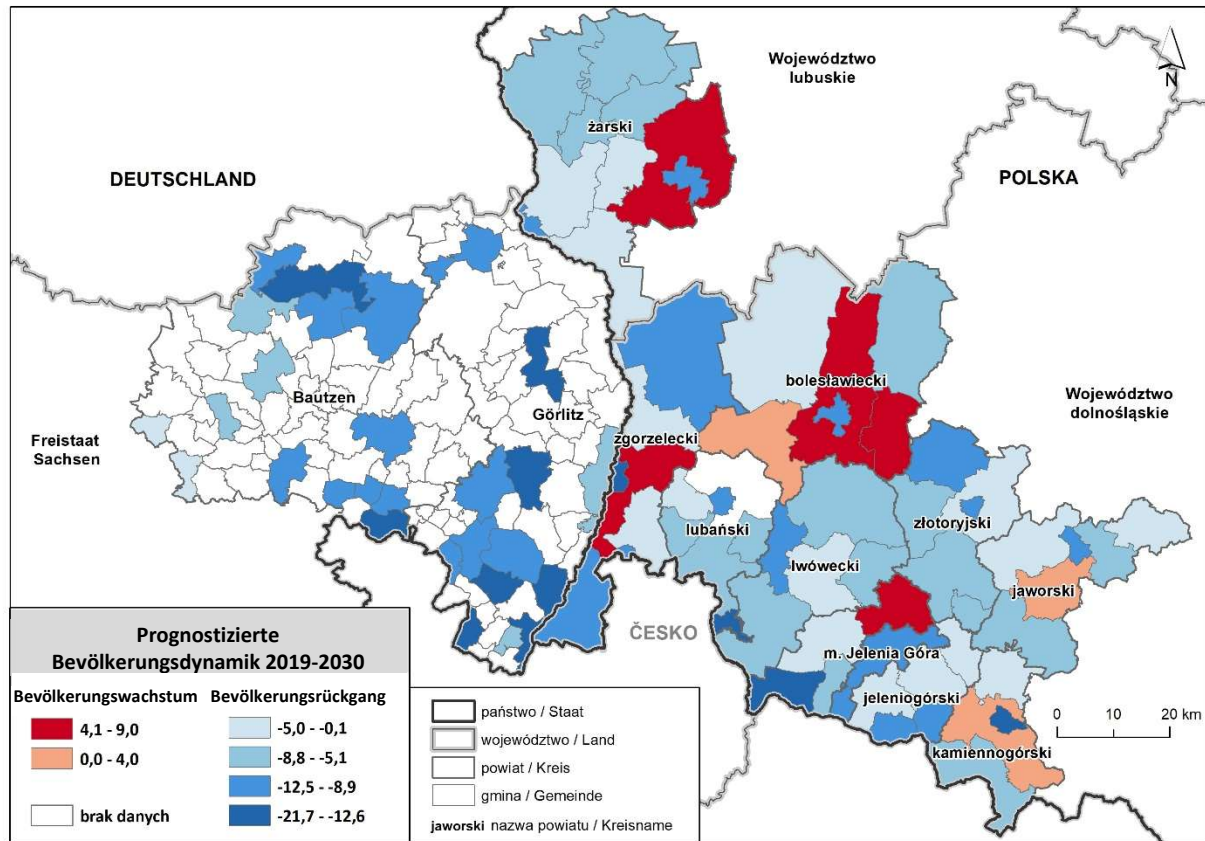 Województwo
lubuskie
N
żarski
DEUTSCHLAND
POLSKA
bolesławiecki
Bautzen
Görlitz
Województwo
dolnośląskie
Freistaat
Sachsen
zgorzelecki
lubański
złotoryjski
lwówecki
jaworski
ČESKO
m. Jelenia Góra
jeleniogórski
kamiennogórski
0 10 20 km
Prognostizierte
Bevölkerungsdynamik 2019-2030
Bevölkerungswachstum Bevölkerungsrückgang
4,1 - 9,0 -5,0 - -0,1
0,0 - 4,0 -8,8 - -5,1
-12,5 - -8,9
brak danych -21,7 - -12,6
państwo / Staat
województwo / Land
powiat / Kreis
gmina / Gemeinde
jaworski nazwa powiatu / Kreisname